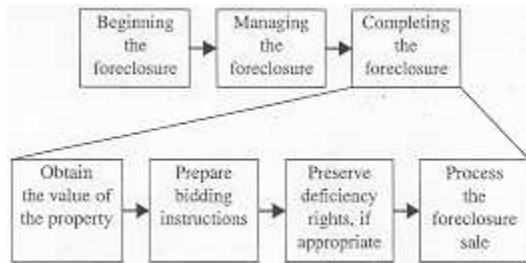 Beginning
the
foreclosure
Managing
the
foreclosure
Completing
the
foreclosure
Obtain
the value of
the property
Prepare
bidding
instructions
Preserve
deficiency
rights, if
appropriate
Process
the
foreclosure
sale